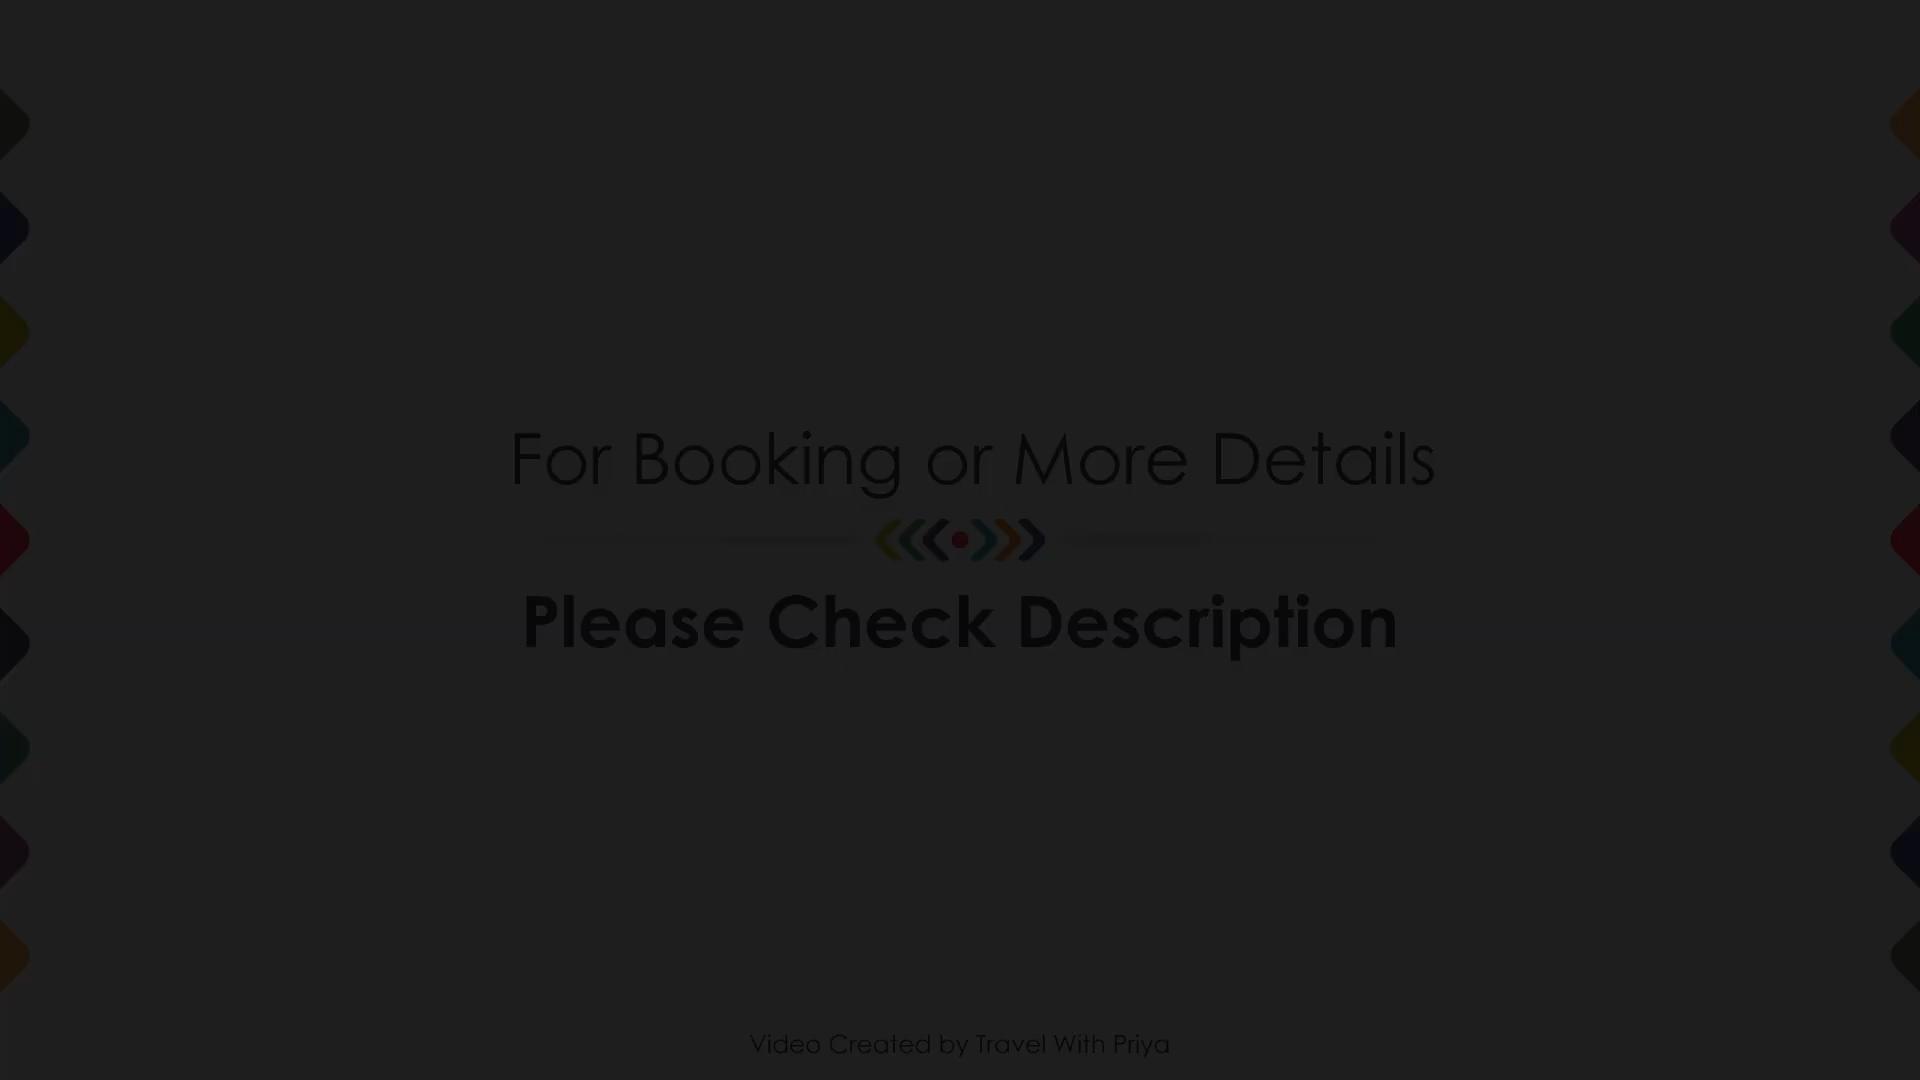 For Booking or More Details
Please Check Description
Video Created by Travel With Priya